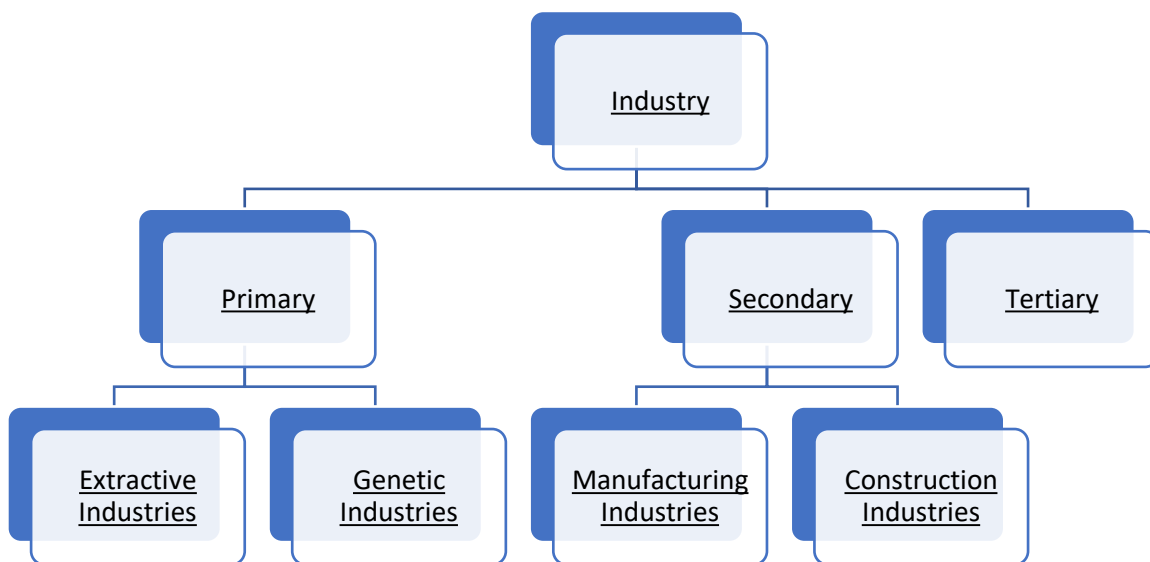 Industry
Primary
Secondary
Tertiary
Extractive
Industries
Genetic
Industries
Manufacturing
Industries
Construction
Industries